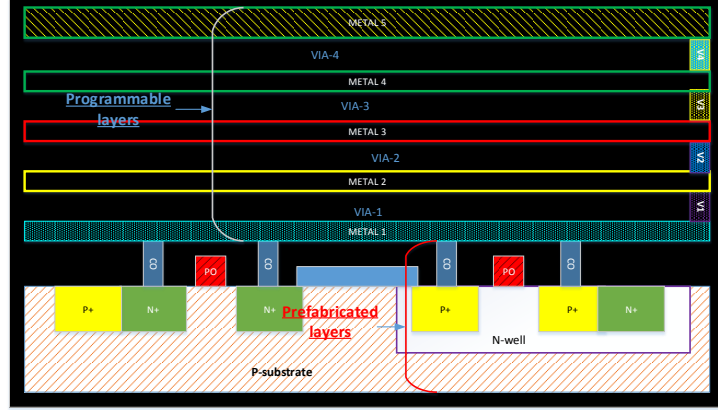 METAL 5
VIA-4
V4
METAL 4
Programmable
layers
VIA-3
V3
METAL 3
VIA-2
V2
METAL 2
VIA-1
V1
METAL 1
CO
PO
CO
CO
PO
CO
P+
N+
N+
Prefabricated
layers
P+
P+
N+
N-well
P-substrate